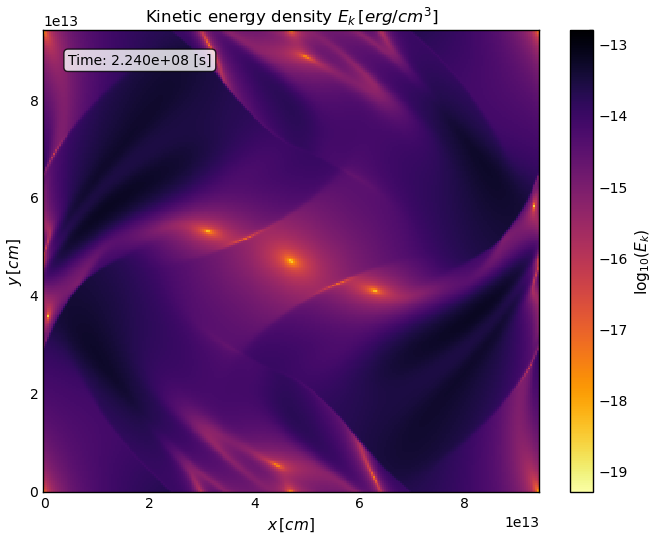 Kinetic energy density $E_k$ [$erg/cm^3$]
1e13
Time: 2.240e+08 [s]
8
6
4
2
0
y [cm]
0 2 4 6 8
1e13
x [cm]
−13
−14
−15
−16
−17
−18
−19
log₁₀(E_k)